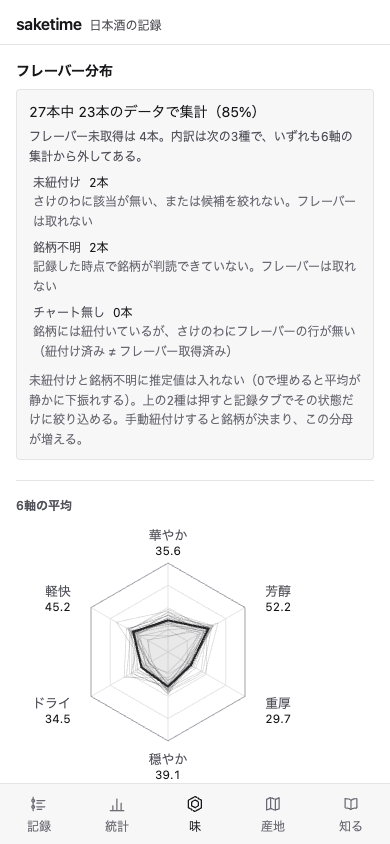 saketime 日本酒の記録
フレーバー分布
27本中 23本のデータで集計（85%）
フレーバー未取得は 4本。内訳は次の3種で、いずれも6軸の
集計から外してある。
未紐付け 2本
さけのわに該当が無い、または候補を絞れない。フレーバー
は取れない
銘柄不明 2本
記録した時点で銘柄が判読できていない。フレーバーは取れ
ない
チャート無し 0本
銘柄には紐付いているが、さけのわにフレーバーの行が無い
（紐付け済み ≠ フレーバー取得済み）
未紐付けと銘柄不明に推定値は入れない（0で埋めると平均が
静かに下振れする）。上の2種は押すと記録タブでその状態だ
けに絞り込める。手動紐付けすると銘柄が決まり、この分母
が増える。
6軸の平均
華やか
35.6
軽快
45.2
芳醇
52.2
ドライ
34.5
重厚
29.7
穏やか
39.1
記録 統計 味 産地 知る